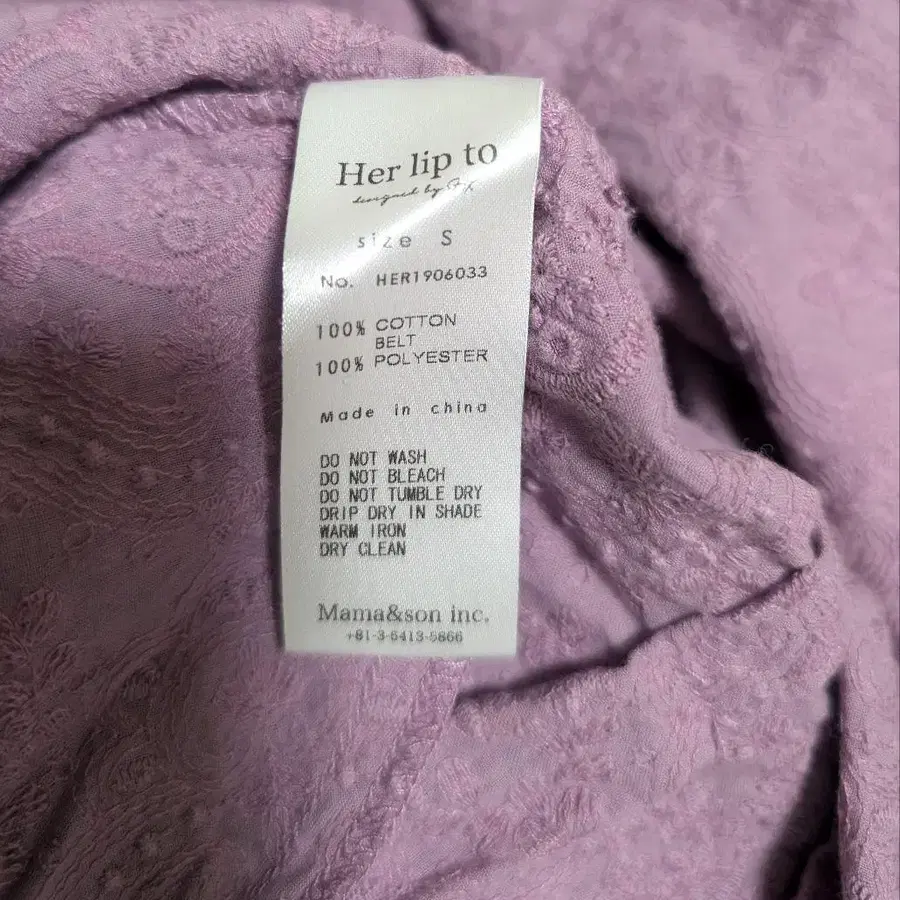 Her lip to
designed by
size S
No. HER1906033
100% COTTON
BELT
100% POLYESTER
Made in china
DO NOT WASH
DO NOT BLEACH
DO NOT TUMBLE DRY
DRIP DRY IN SHADE
WARM IRON
DRY CLEAN
Mama&son inc.
+81-3-6413-5866